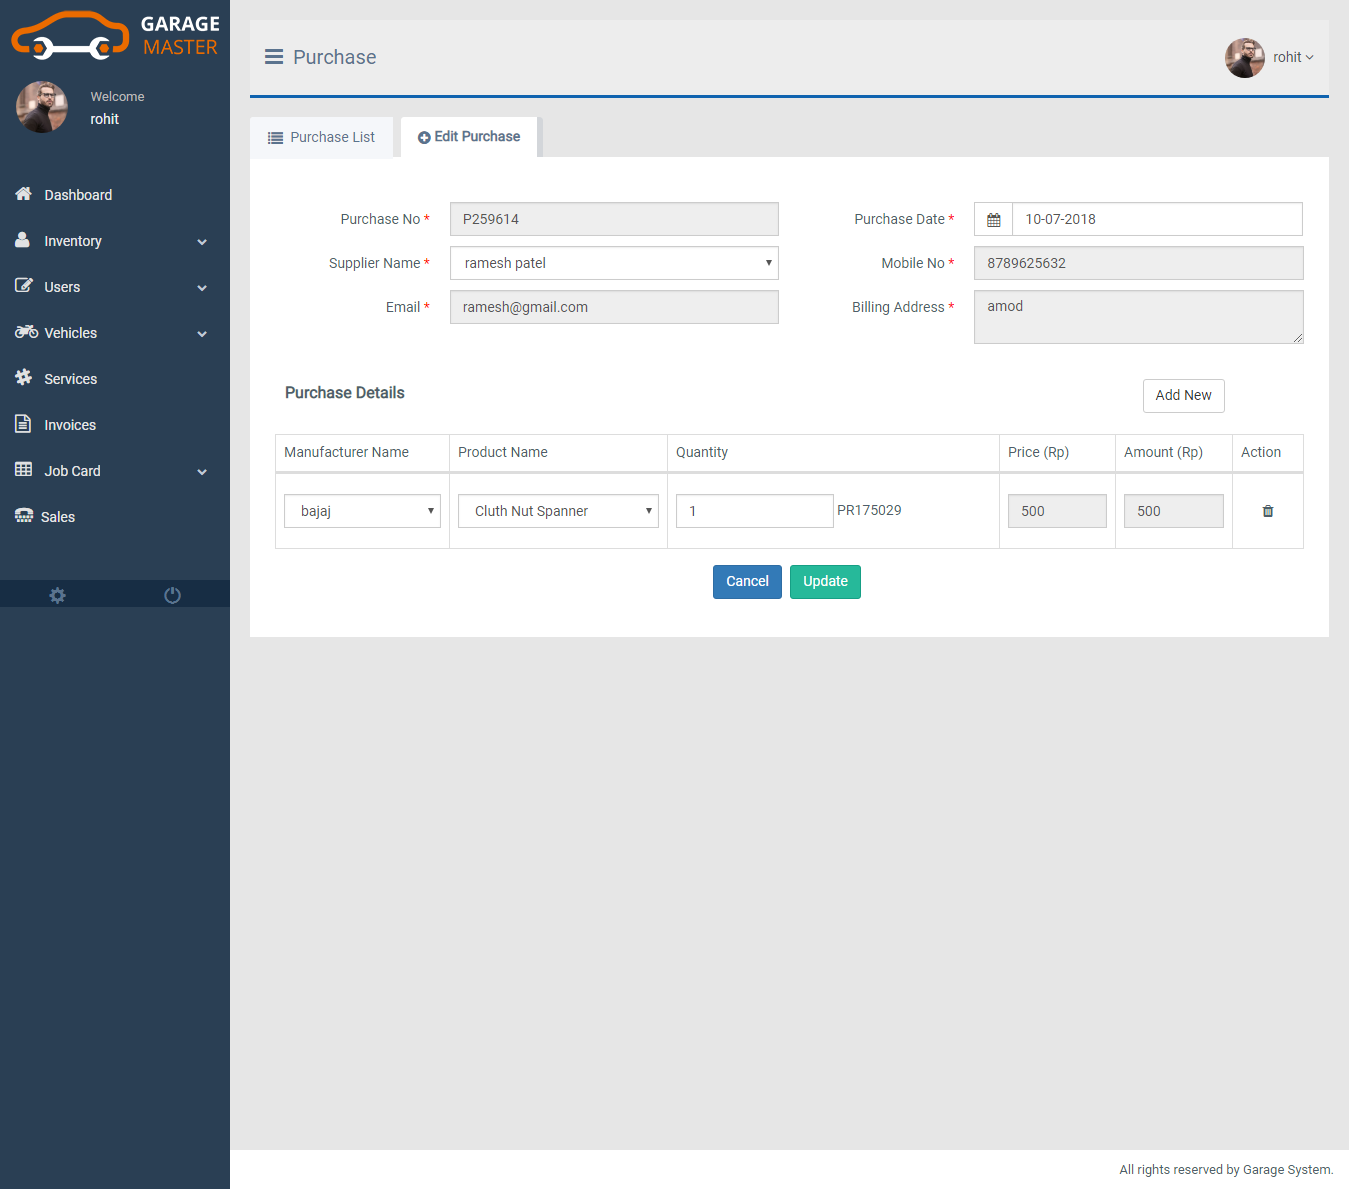 GARAGE
MASTER
Welcome
rohit
Dashboard
Inventory
Users
Vehicles
Services
Invoices
Job Card
Sales
Purchase
rohit
Purchase List
Edit Purchase
Purchase No * P259614
Purchase Date * 10-07-2018
Supplier Name * ramesh patel
Mobile No * 8789625632
Email * ramesh@gmail.com
Billing Address * amod
Purchase Details
Add New
Manufacturer Name Product Name Quantity Price (Rp) Amount (Rp) Action
bajaj Cluth Nut Spanner 1 PR175029 500 500
Cancel Update
All rights reserved by Garage System.